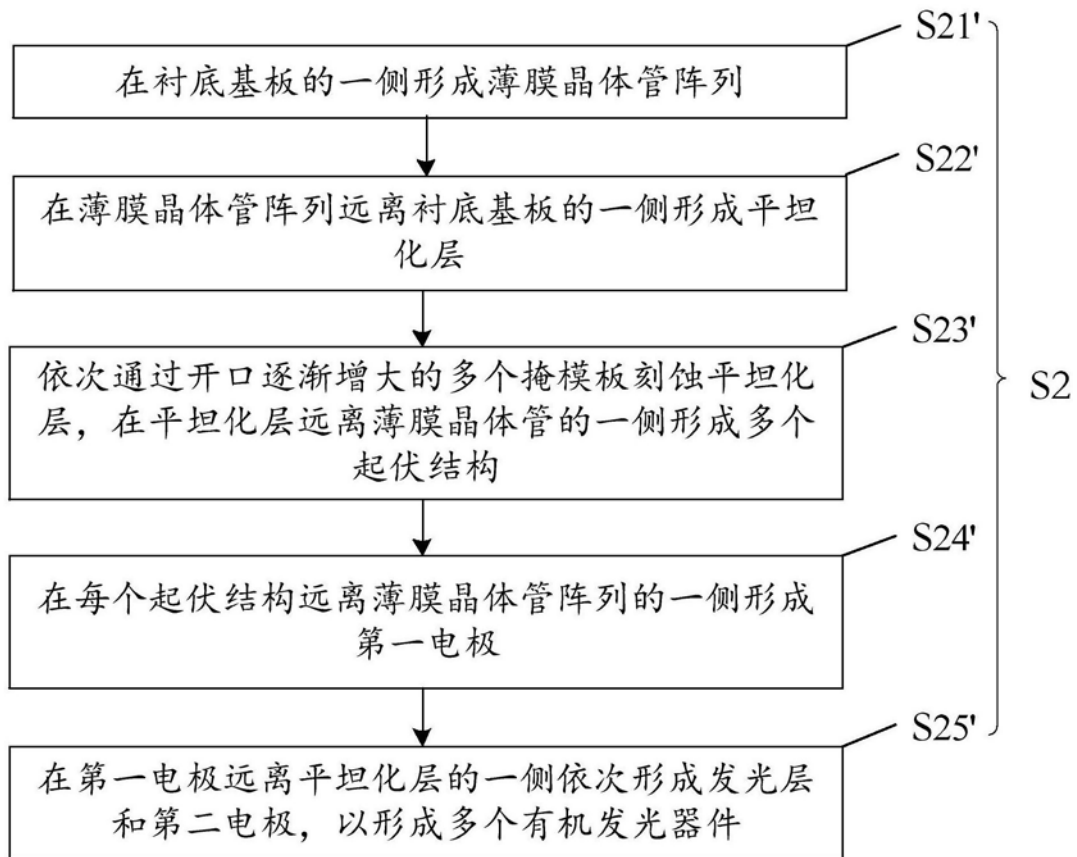 S21'
在衬底基板的一侧形成薄膜晶体管阵列
S22'
在薄膜晶体管阵列远离衬底基板的一侧形成平坦
化层
S23'
依次通过开口逐渐增大的多个掩模板刻蚀平坦化
层，在平坦化层远离薄膜晶体管的一侧形成多个
起伏结构
S2
S24'
在每个起伏结构远离薄膜晶体管阵列的一侧形成
第一电极
S25'
在第一电极远离平坦化层的一侧依次形成发光层
和第二电极，以形成多个有机发光器件